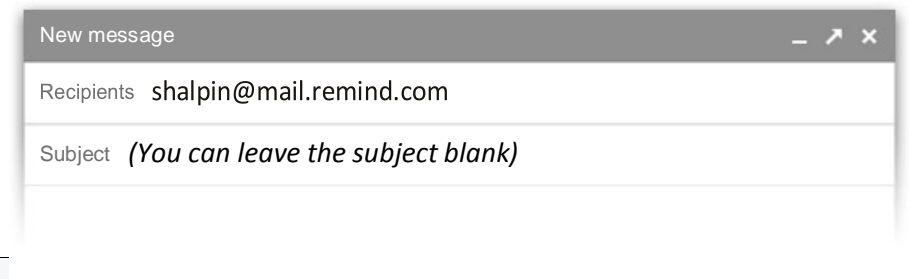 New message
Recipients shalpin@mail.remind.com
Subject (You can leave the subject blank)